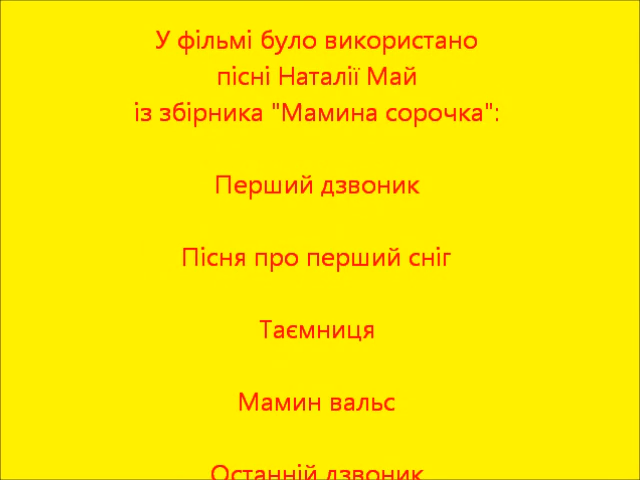 У фільмі було використано
пісні Наталії Май
із збірника "Мамина сорочка":
Перший дзвоник
Пісня про перший сніг
Таємниця
Мамин вальс
Останній дзвоник